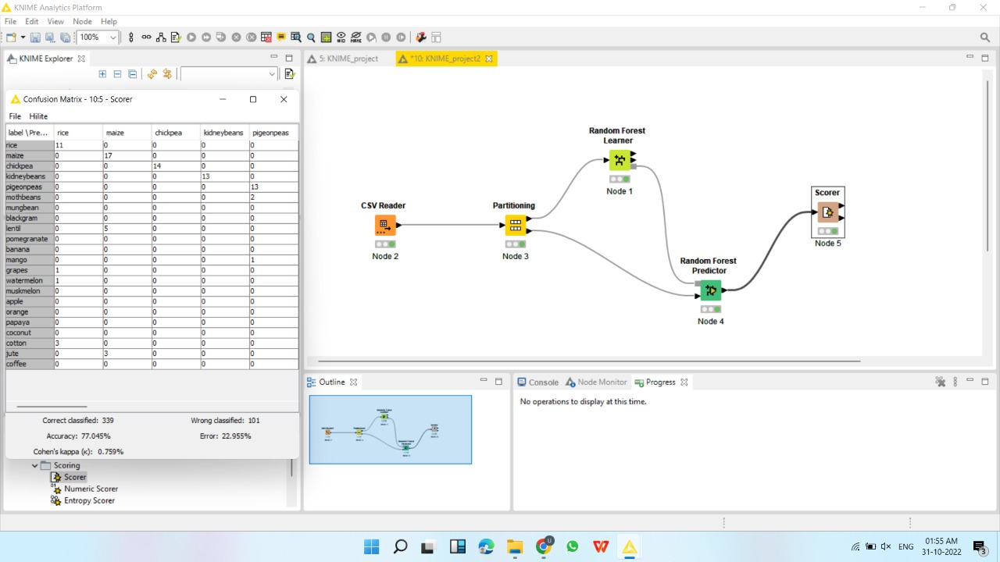 KNIME Analytics Platform
File Edit View Node Help
100%
KNIME Explorer
5: KNIME_project
*10: KNIME_project2
Confusion Matrix - 10:5 - Scorer
File Hilite
label \Pre... rice maize chickpea kidneybeans pigeonpeas
rice 11 0 0 0 0
maize 0 17 0 0 0
chickpea 0 0 14 0 0
kidneybeans 0 0 0 13 0
pigeonpeas 0 0 0 0 13
mothbeans 0 0 0 0 2
mungbean 0 0 0 0 0
blackgram 0 0 0 0 0
lentil 0 5 0 0 0
pomegranate 0 0 0 0 0
banana 0 0 0 0 0
mango 0 0 0 0 1
grapes 1 0 0 0 0
watermelon 1 0 0 0 0
muskmelon 0 0 0 0 0
apple 0 0 0 0 0
orange 0 0 0 0 0
papaya 0 0 0 0 0
coconut 0 0 0 0 0
cotton 3 0 0 0 0
jute 0 3 0 0 0
coffee 0 0 0 0 0
Correct classified: 339 Wrong classified: 101
Accuracy: 77.045% Error: 22.955%
Cohen's kappa (κ): 0.759%
Scoring
Scorer
Numeric Scorer
Entropy Scorer
CSV Reader
Node 2
Partitioning
Node 3
Random Forest
Learner
Node 1
Random Forest
Predictor
Node 4
Scorer
Node 5
Outline
Console Node Monitor Progress
No operations to display at this time.
ENG
01:55 AM
31-10-2022
3